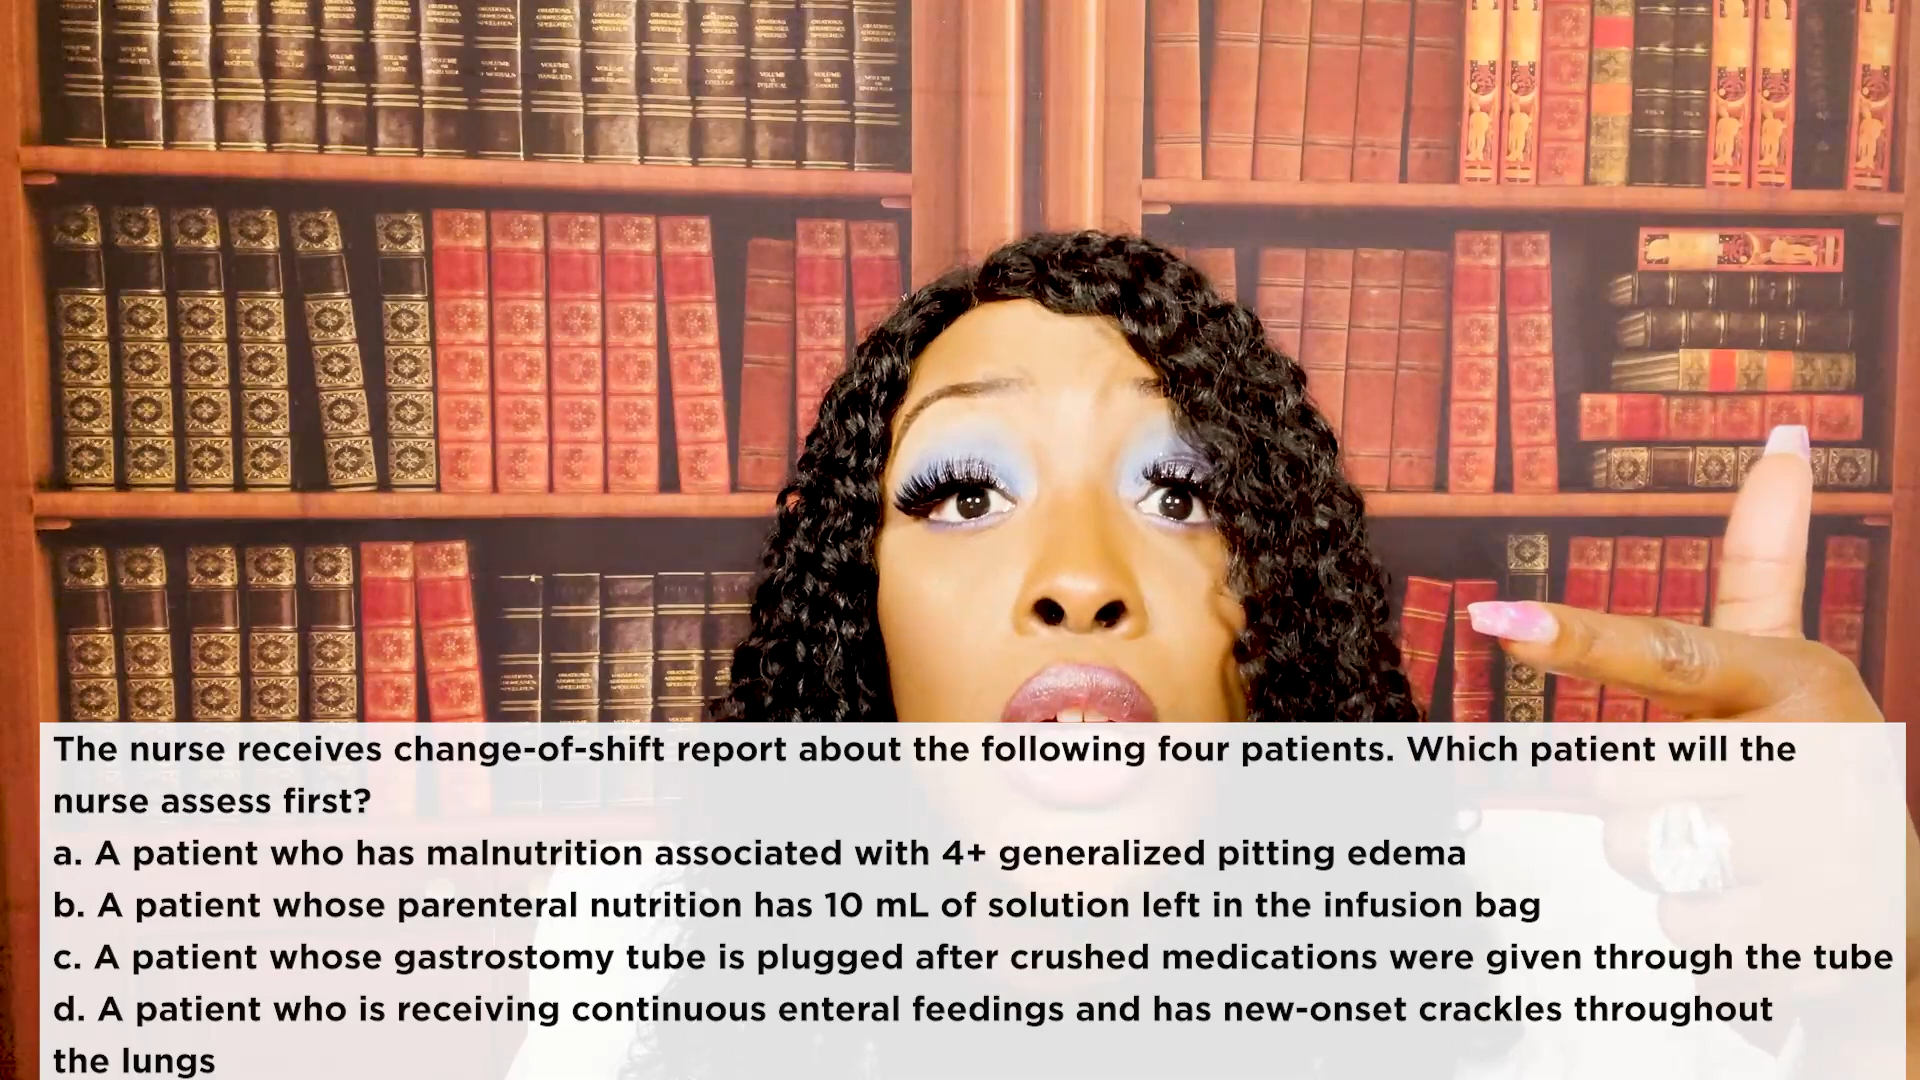 The nurse receives change-of-shift report about the following four patients. Which patient will the
nurse assess first?
a. A patient who has malnutrition associated with 4+ generalized pitting edema
b. A patient whose parenteral nutrition has 10 mL of solution left in the infusion bag
c. A patient whose gastrostomy tube is plugged after crushed medications were given through the tube
d. A patient who is receiving continuous enteral feedings and has new-onset crackles throughout
the lungs